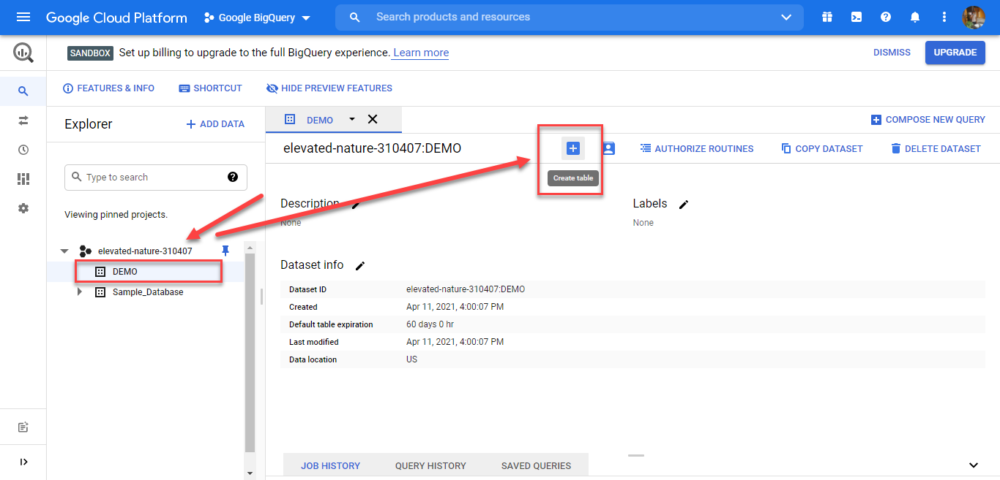 Google Cloud Platform
Google BigQuery
Search products and resources
SANDBOX Set up billing to upgrade to the full BigQuery experience. Learn more
DISMISS
UPGRADE
FEATURES & INFO
SHORTCUT
HIDE PREVIEW FEATURES
Explorer
ADD DATA
Type to search
Viewing pinned projects.
elevated-nature-310407
DEMO
Sample_Database
DEMO
COMPOSE NEW QUERY
elevated-nature-310407:DEMO
Create table
AUTHORIZE ROUTINES
COPY DATASET
DELETE DATASET
Description
None
Labels
None
Dataset info
Dataset ID elevated-nature-310407:DEMO
Created Apr 11, 2021, 4:00:07 PM
Default table expiration 60 days 0 hr
Last modified Apr 11, 2021, 4:00:07 PM
Data location US
JOB HISTORY
QUERY HISTORY
SAVED QUERIES